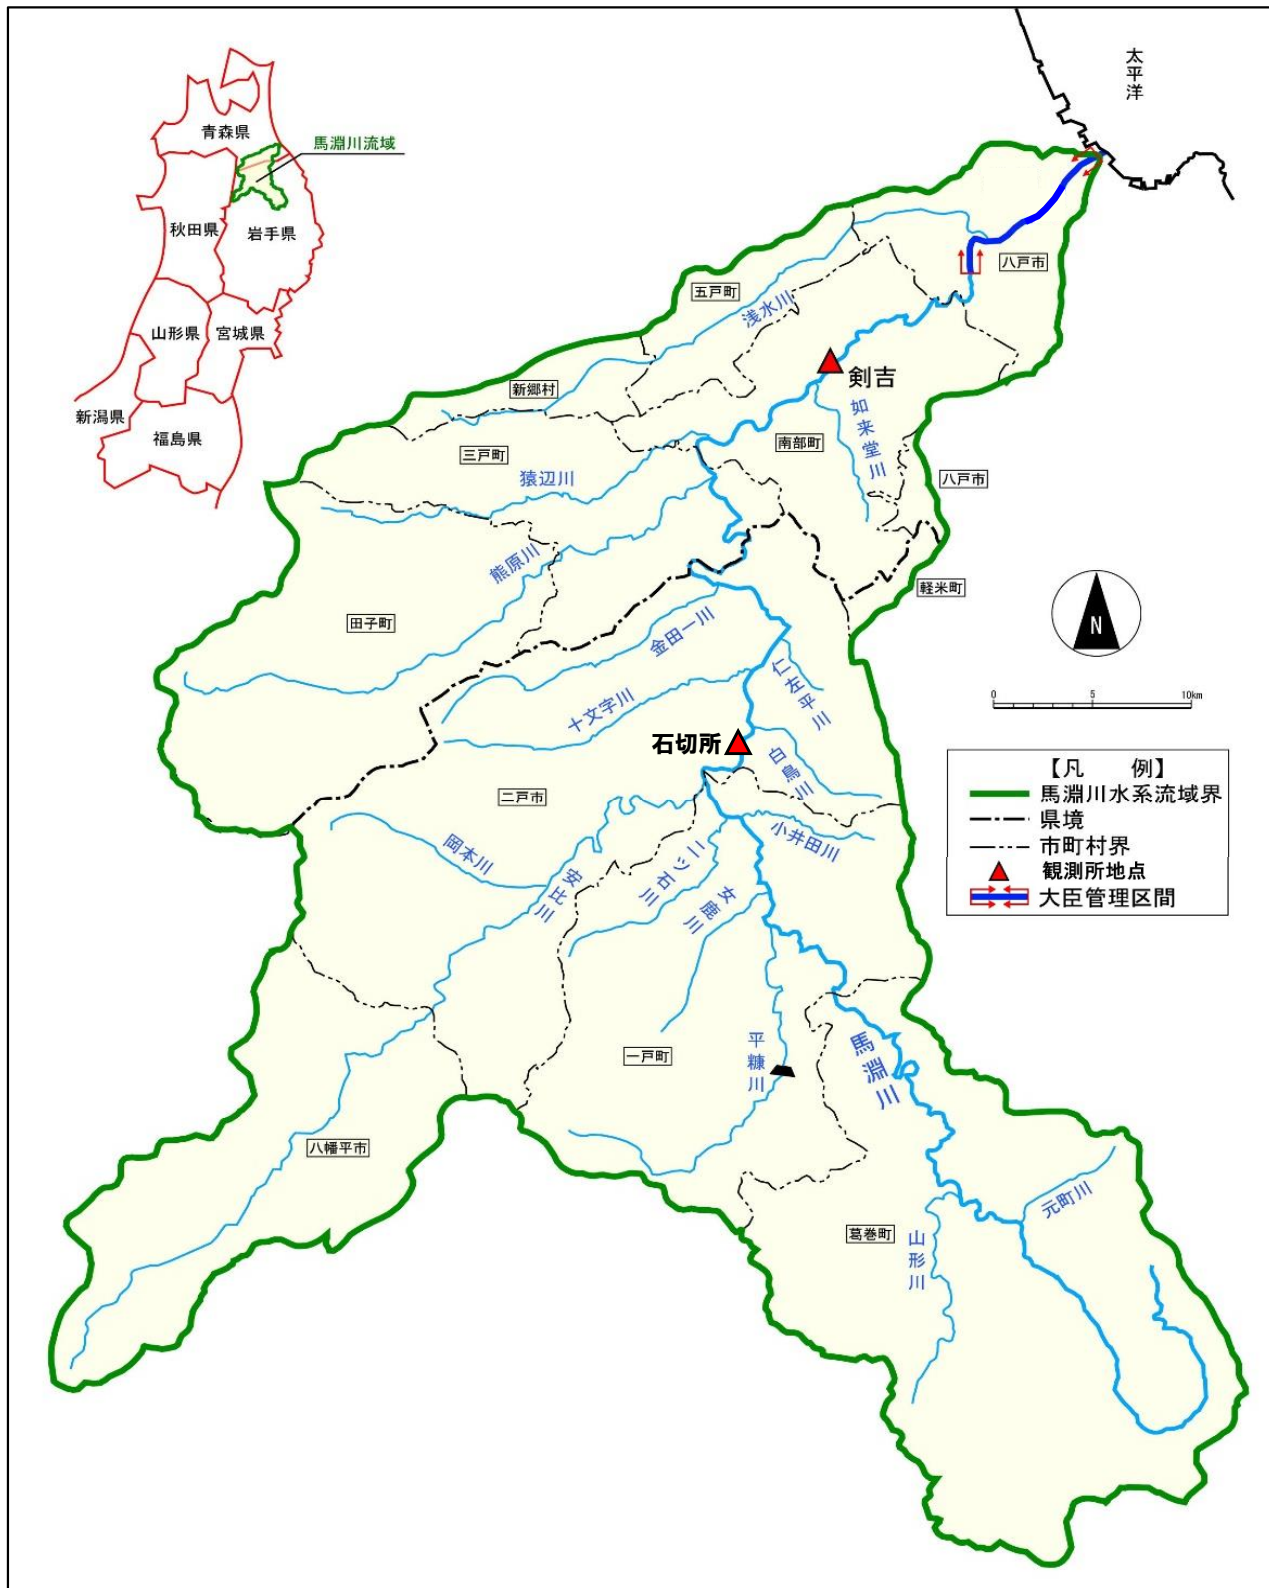 太平洋
青森県
馬淵川流域
秋田県
岩手県
山形県
宮城県
新潟県
福島県
八戸市
五戸町
浅水川
剣吉
新郷村
如来堂川
南部町
三戸町
猿辺川
八戸市
熊原川
軽米町
田子町
金田一川
N
仁左平川
十文字川
0 5 10km
石切所
白鳥川
【凡 例】
馬淵川水系流域界
県境
市町村界
観測所地点
大臣管理区間
二戸市
小井田川
岡本川
安比川
二ツ石川
女鹿川
一戸町
平糠川
馬淵川
八幡平市
元町川
葛巻町
山形川